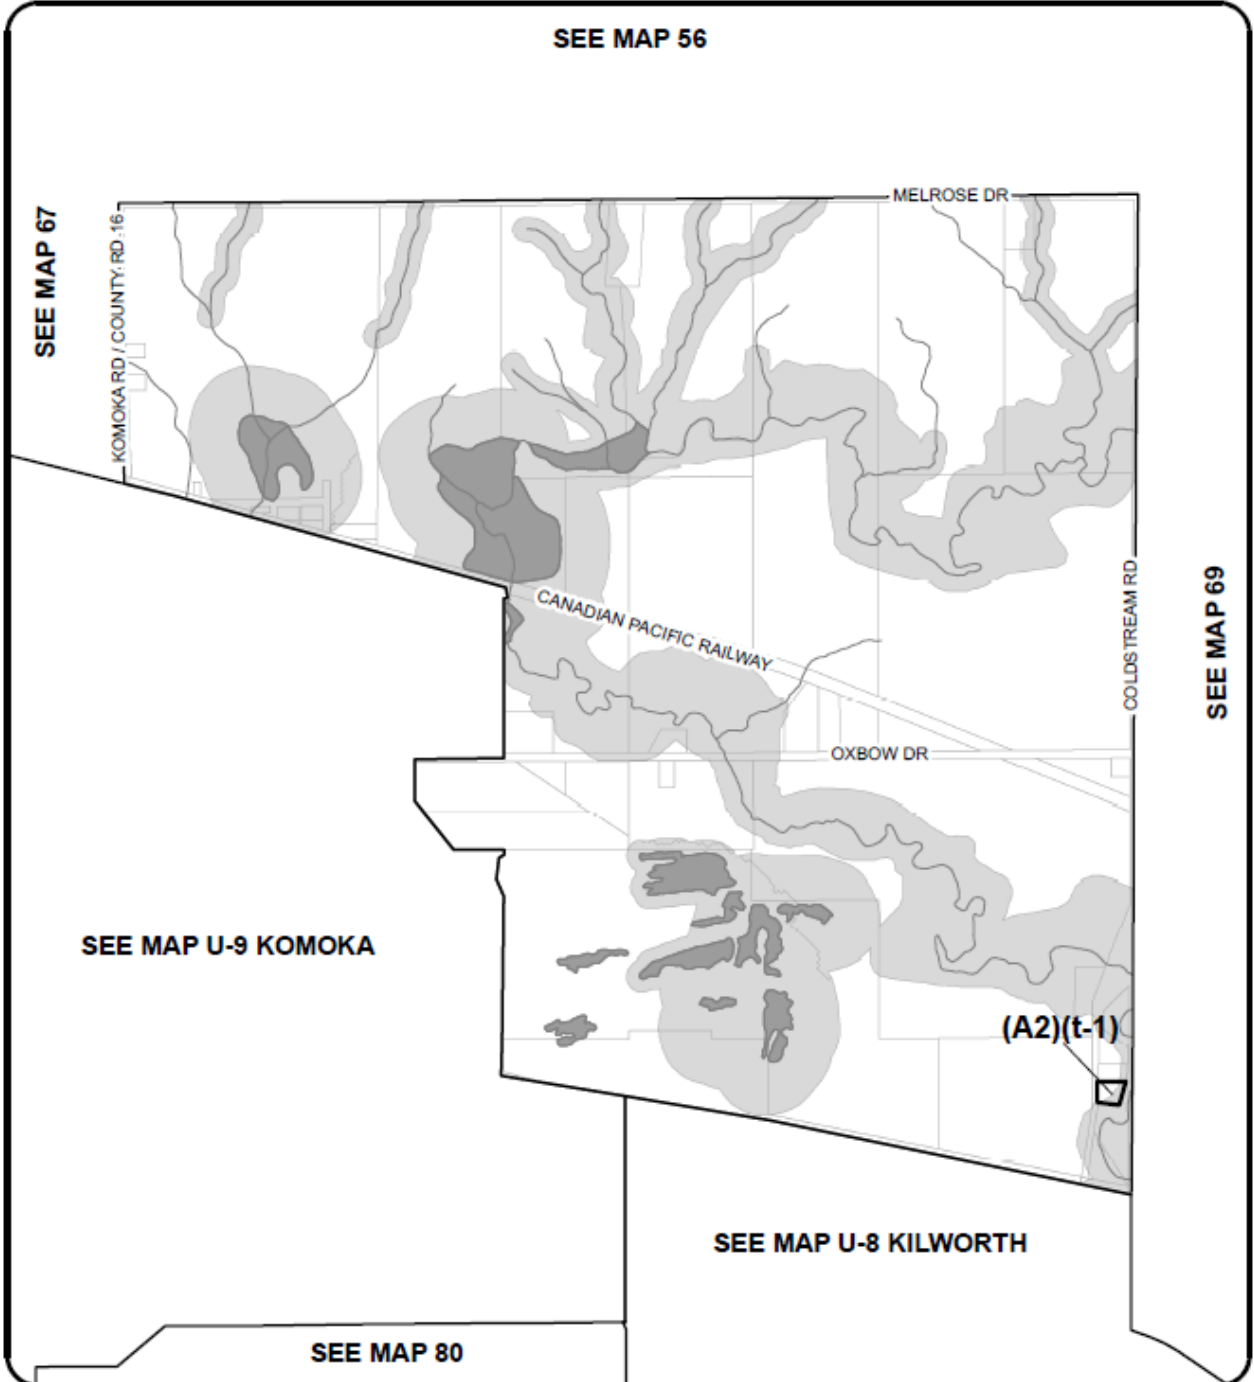 SEE MAP 56
MELROSE DR
SEE MAP 67
KOMOKA RD / COUNTY RD 16
CANADIAN PACIFIC RAILWAY
COLDSTREAM RD
SEE MAP 69
OXBOW DR
SEE MAP U-9 KOMOKA
(A2)(t-1)
SEE MAP U-8 KILWORTH
SEE MAP 80